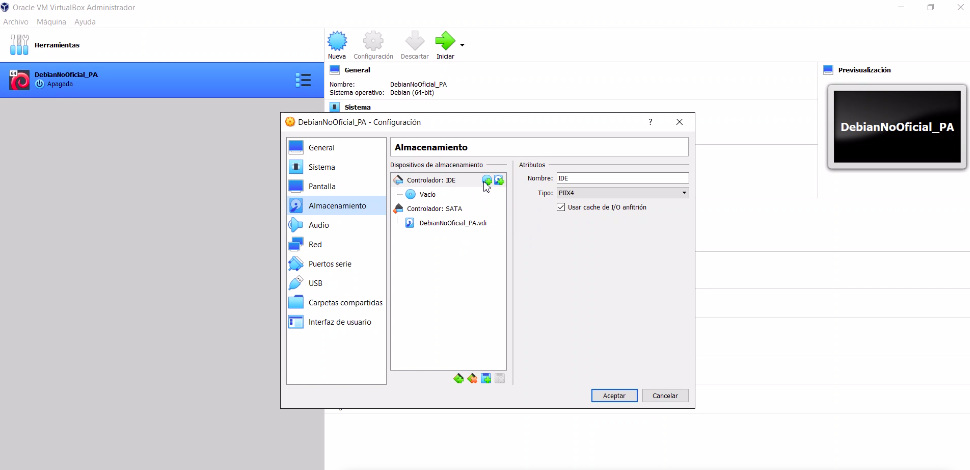 Oracle VM VirtualBox Administrador
Archivo Máquina Ayuda
Herramientas
Nueva Configuración Descartar Iniciar
64
DebianNoOficial_PA
Apagada
General
Nombre: DebianNoOficial_PA
Sistema operativo: Debian (64-bit)
Sistema
Previsualización
DebianNoOficial_PA
DebianNoOficial_PA - Configuración
?
General
Sistema
Pantalla
Almacenamiento
Audio
Red
Puertos serie
USB
Carpetas compartidas
Interfaz de usuario
Almacenamiento
Dispositivos de almacenamiento
Controlador: IDE
Vacío
Controlador: SATA
DebianNoOficial_PA.vdi
Atributos
Nombre: IDE
Tipo: PIIX4
Usar cache de I/O anfitrión
Aceptar Cancelar